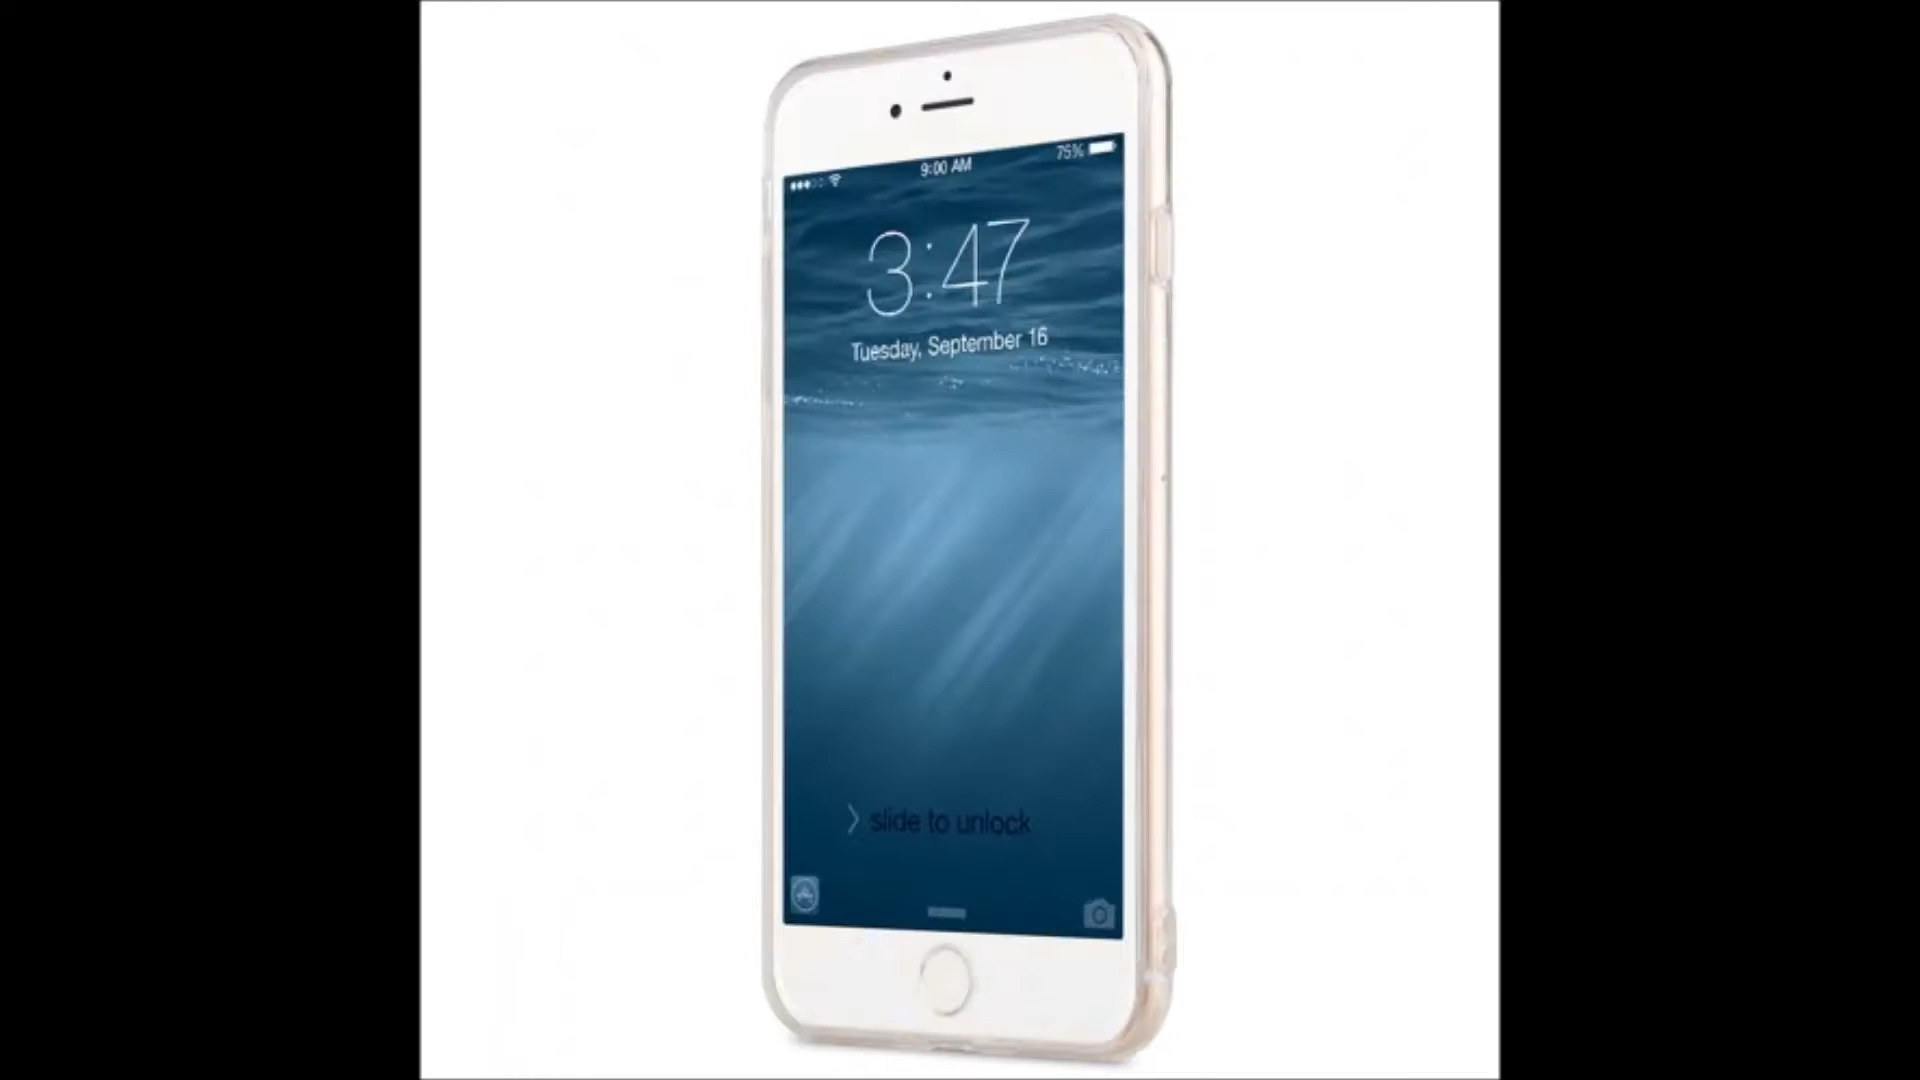 9:00 AM
75%
3:47
Tuesday, September 16
slide to unlock